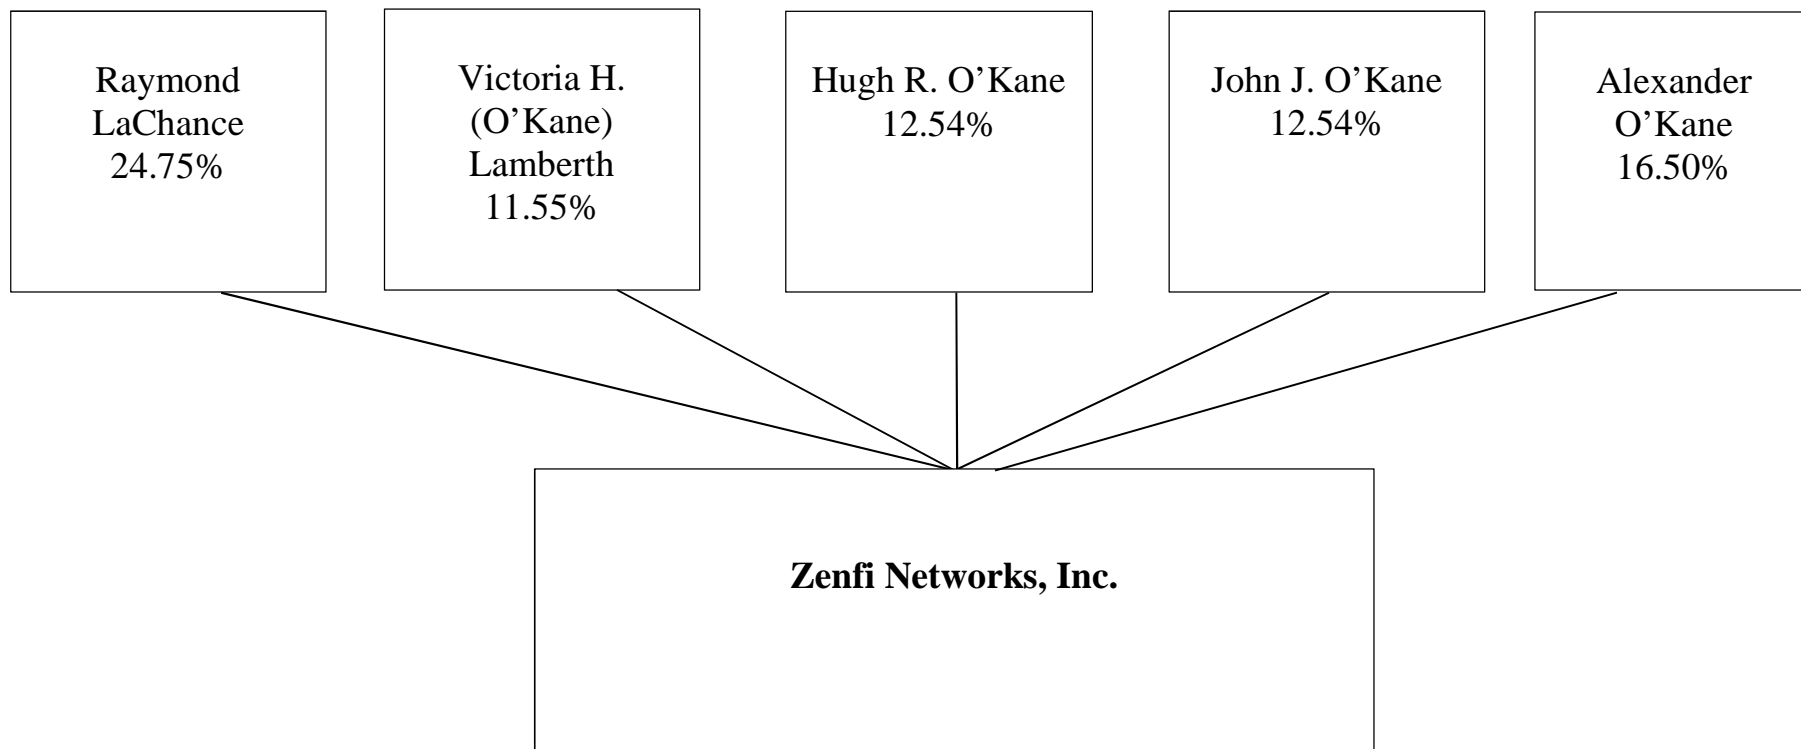 Raymond
LaChance
24.75%
Victoria H.
(O’Kane)
Lamberth
11.55%
Hugh R. O’Kane
12.54%
John J. O’Kane
12.54%
Alexander
O’Kane
16.50%
Zenfi Networks, Inc.